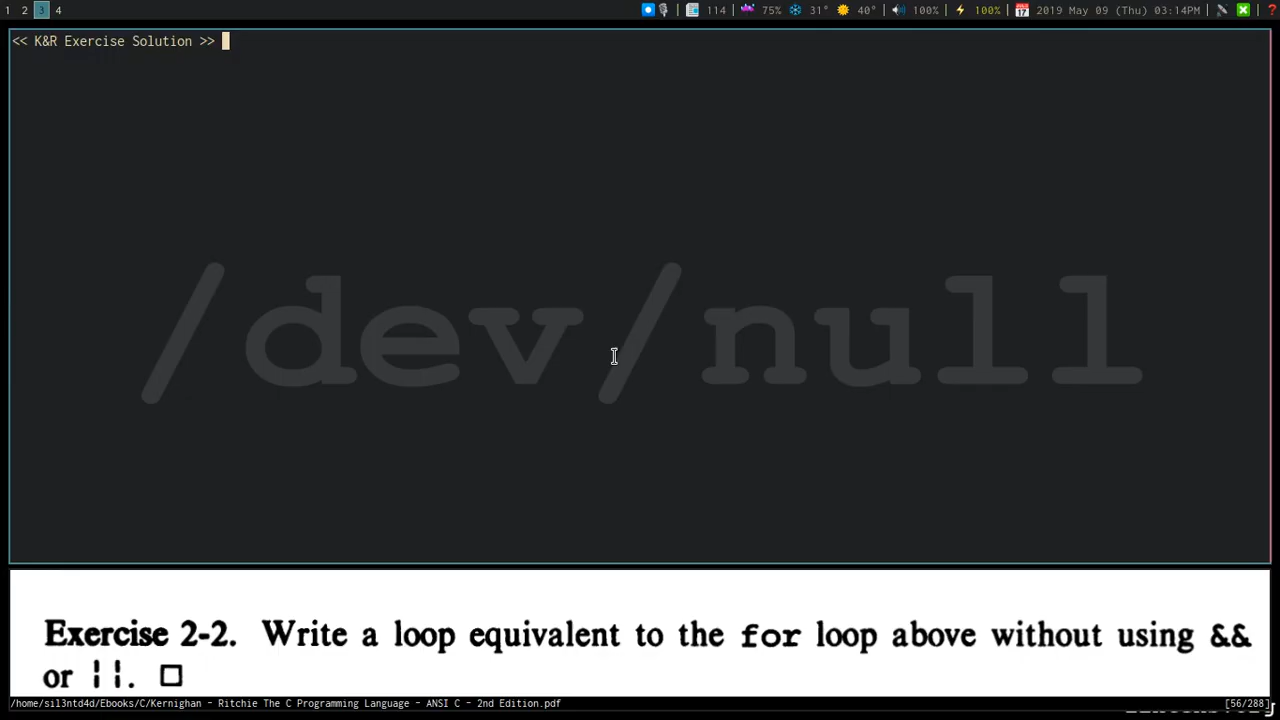 1 2 3 4 114 75% 31° 40° 100% 100% 2019 May 09 (Thu) 03:14PM ?
<< K&R Exercise Solution >>
/dev/null
Exercise 2-2. Write a loop equivalent to the for loop above without using &&
or ||. □
/home/sil3ntd4d/Ebooks/C/Kernighan - Ritchie The C Programming Language - ANSI C - 2nd Edition.pdf [56/288]